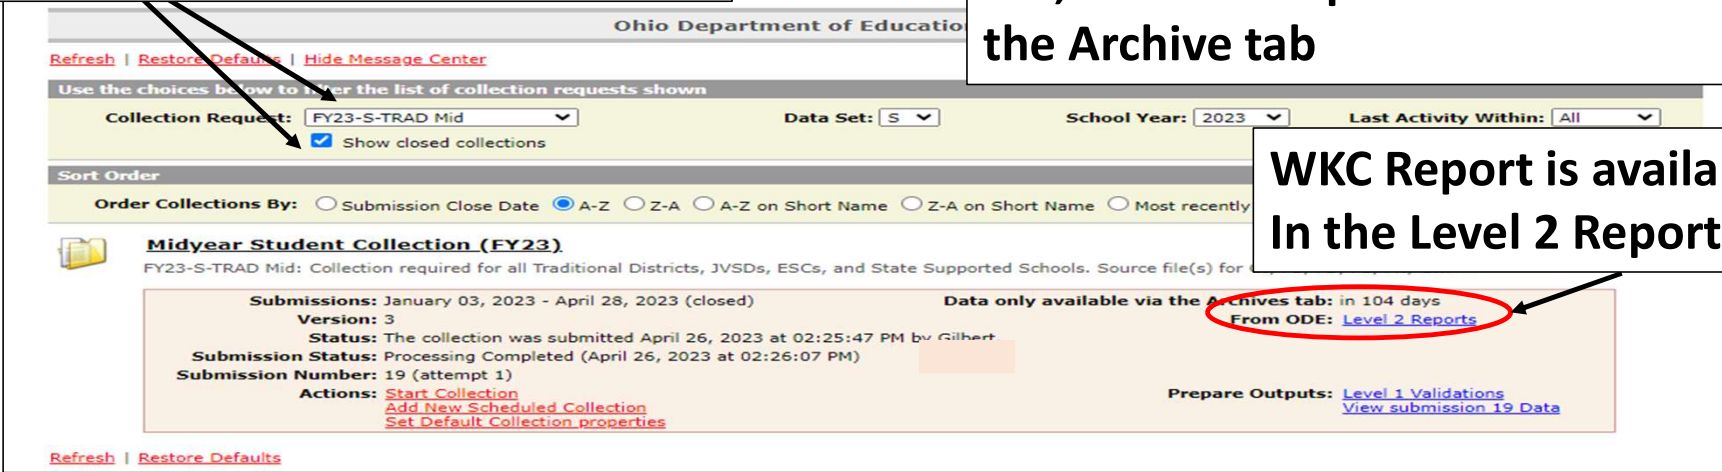 the Archive tab
Ohio Department of Education
Refresh | Restore Defaults | Hide Message Center
Use the choices below to filter the list of collection requests shown
Collection Request: FY23-S-TRAD Mid Data Set: S School Year: 2023 Last Activity Within: All
Show closed collections
WKC Report is availa
In the Level 2 Report
Sort Order
Order Collections By: Submission Close Date A-Z Z-A A-Z on Short Name Z-A on Short Name Most recently
Midyear Student Collection (FY23)
FY23-S-TRAD Mid: Collection required for all Traditional Districts, JVSDs, ESCs, and State Supported Schools. Source file(s) for
Submissions: January 03, 2023 - April 28, 2023 (closed) Data only available via the Archives tab: in 104 days
Version: 3 From ODE: Level 2 Reports
Status: The collection was submitted April 26, 2023 at 02:25:47 PM by Gilbert
Submission Status: Processing Completed (April 26, 2023 at 02:26:07 PM)
Submission Number: 19 (attempt 1)
Actions: Start Collection Prepare Outputs: Level 1 Validations
Add New Scheduled Collection View submission 19 Data
Set Default Collection properties
Refresh | Restore Defaults